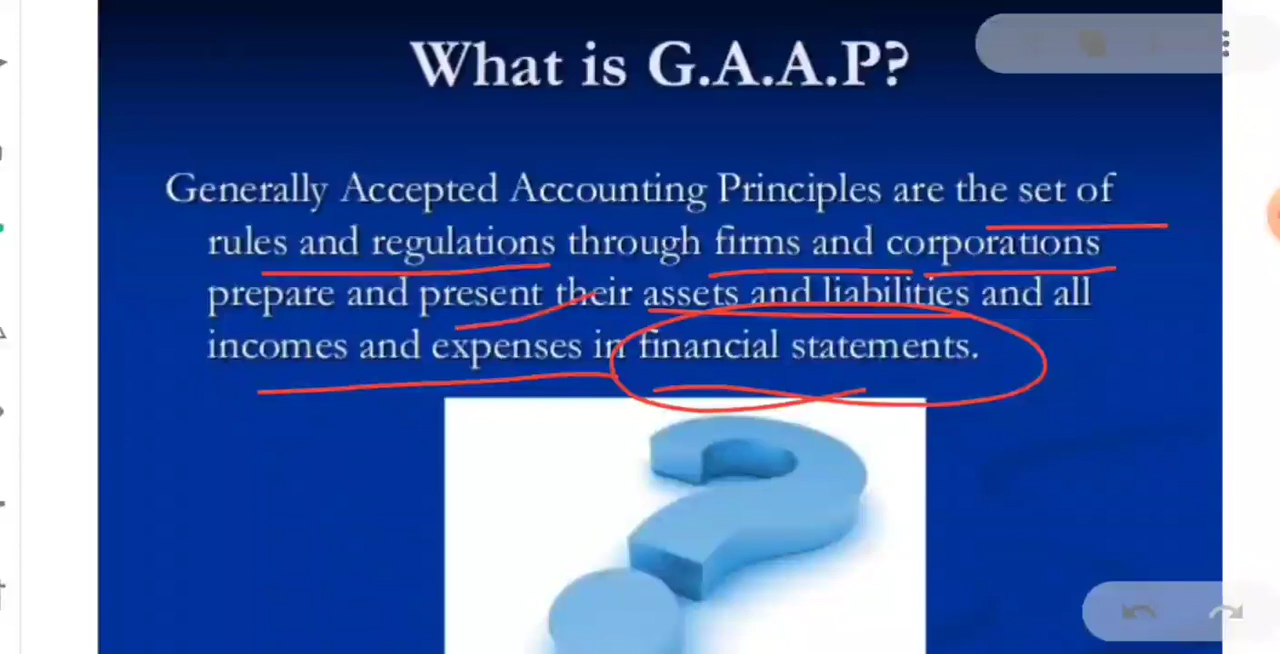 What is G.A.A.P?
Generally Accepted Accounting Principles are the set of
rules and regulations through firms and corporations
prepare and present their assets and liabilities and all
incomes and expenses in financial statements.